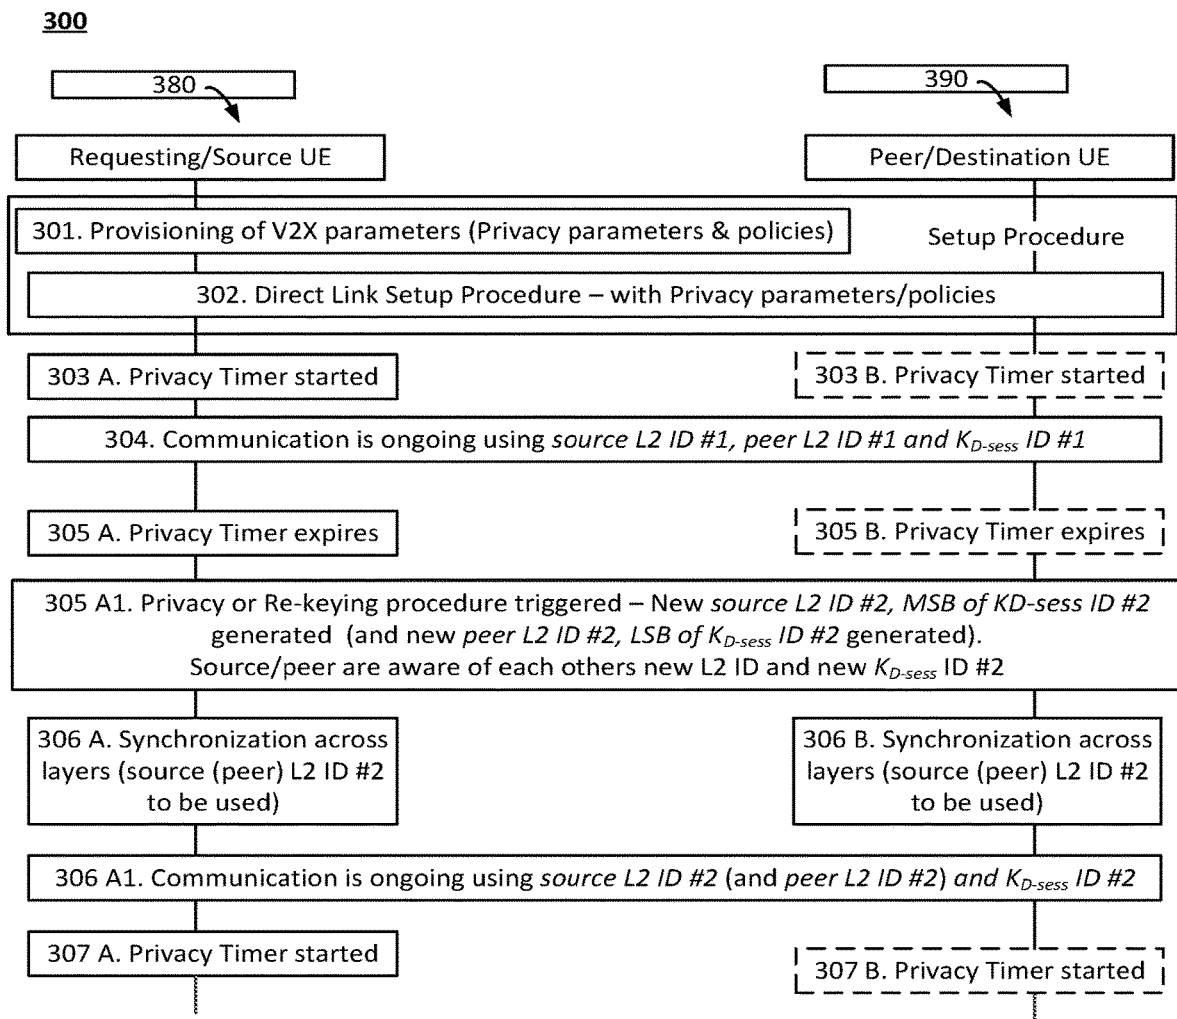 300
380
390
Requesting/Source UE
Peer/Destination UE
301. Provisioning of V2X parameters (Privacy parameters & policies)
Setup Procedure
302. Direct Link Setup Procedure – with Privacy parameters/policies
303 A. Privacy Timer started
303 B. Privacy Timer started
304. Communication is ongoing using source L2 ID #1, peer L2 ID #1 and KD-sess ID #1
305 A. Privacy Timer expires
305 B. Privacy Timer expires
305 A1. Privacy or Re-keying procedure triggered – New source L2 ID #2, MSB of KD-sess ID #2
generated (and new peer L2 ID #2, LSB of KD-sess ID #2 generated).
Source/peer are aware of each others new L2 ID and new KD-sess ID #2
306 A. Synchronization across
layers (source (peer) L2 ID #2
to be used)
306 B. Synchronization across
layers (source (peer) L2 ID #2
to be used)
306 A1. Communication is ongoing using source L2 ID #2 (and peer L2 ID #2) and KD-sess ID #2
307 A. Privacy Timer started
307 B. Privacy Timer started